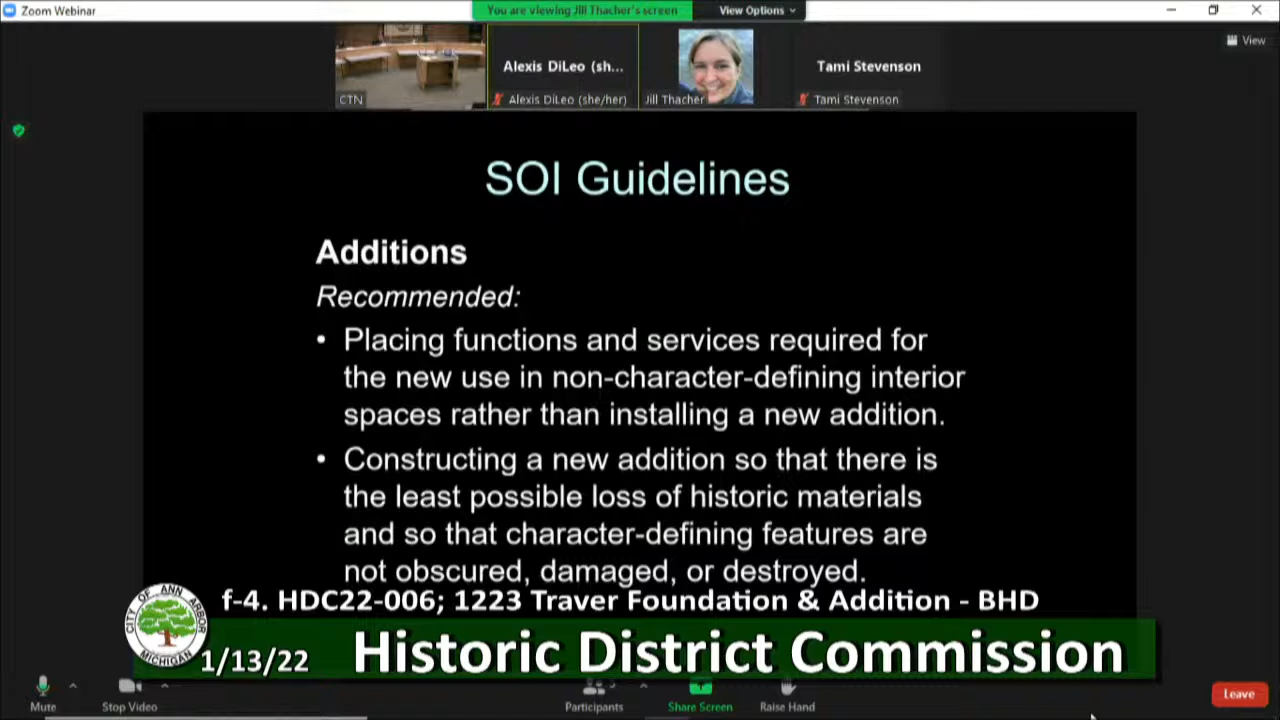 Zoom Webinar
You are viewing Jill Thacher's screen
View Options
View
CTN
Alexis DiLeo (sh...
Alexis DiLeo (she/her)
Jill Thacher
Tami Stevenson
Tami Stevenson
SOI Guidelines
Additions
Recommended:
• Placing functions and services required for
the new use in non-character-defining interior
spaces rather than installing a new addition.
• Constructing a new addition so that there is
the least possible loss of historic materials
and so that character-defining features are
not obscured, damaged, or destroyed.
f-4. HDC22-006; 1223 Traver Foundation & Addition - BHD
CITY OF ANN ARBOR
MICHIGAN
1/13/22
Historic District Commission
Mute
Stop Video
Participants
Share Screen
Raise Hand
Leave